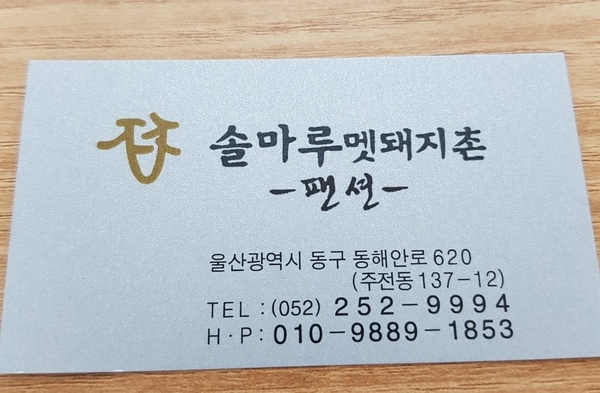 솔마루멧돼지촌
-팬션-
울산광역시 동구 동해안로 620
(주전동 137-12)
TEL : (052) 252-9994
H·P : 010-9889-1853